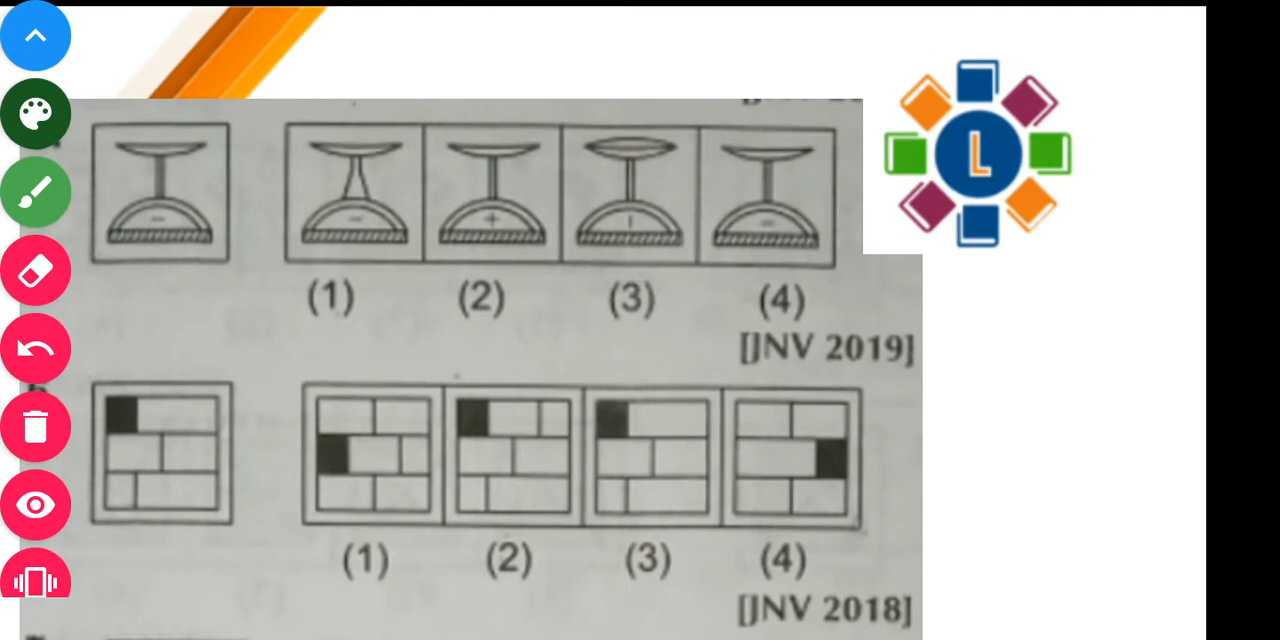 L
(1) (2) (3) (4)
[JNV 2019]
(1) (2) (3) (4)
[JNV 2018]